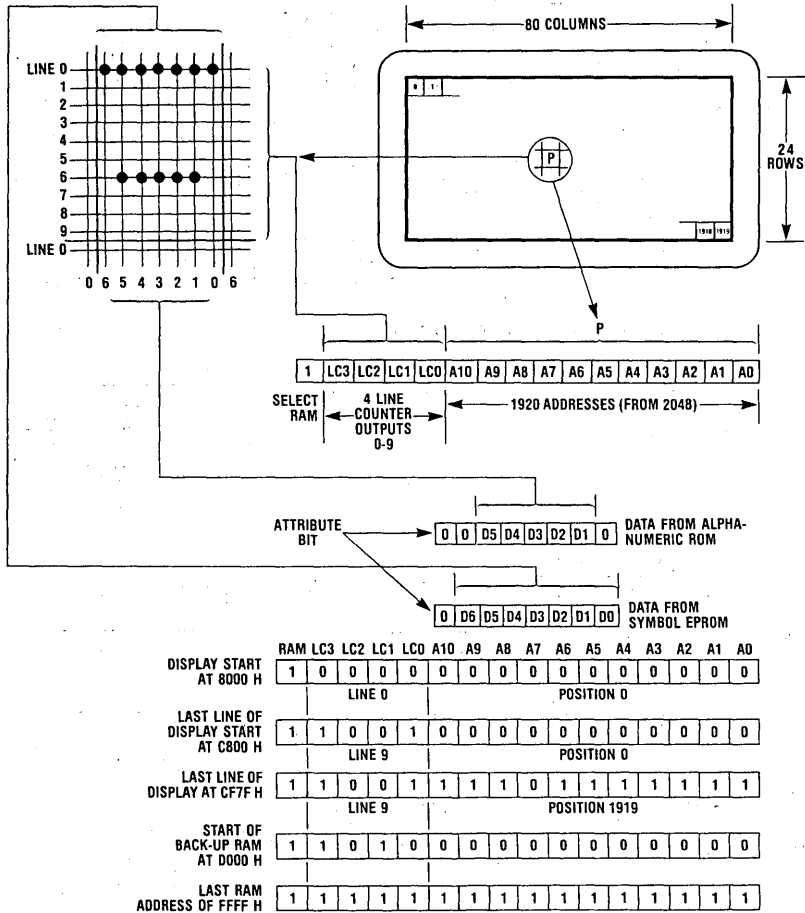 80 COLUMNS
LINE 0
1
2
3
4
5
6
7
8
9
LINE 0
0 6 5 4 3 2 1 0 6
0 1
P
24
ROWS
1918 1919
P
1 LC3 LC2 LC1 LC0 A10 A9 A8 A7 A6 A5 A4 A3 A2 A1 A0
SELECT
RAM
4 LINE
COUNTER
OUTPUTS
0-9
1920 ADDRESSES (FROM 2048)
ATTRIBUTE
BIT
0 0 D5 D4 D3 D2 D1 0
DATA FROM ALPHA-
NUMERIC ROM
0 D6 D5 D4 D3 D2 D1 D0
DATA FROM
SYMBOL EPROM
RAM LC3 LC2 LC1 LC0 A10 A9 A8 A7 A6 A5 A4 A3 A2 A1 A0
DISPLAY START
AT 8000 H
1 0 0 0 0 0 0 0 0 0 0 0 0 0 0 0
LINE 0 POSITION 0
LAST LINE OF
DISPLAY START
AT C800 H
1 1 0 0 1 0 0 0 0 0 0 0 0 0 0 0
LINE 9 POSITION 0
LAST LINE OF
DISPLAY AT CF7F H
1 1 0 0 1 1 1 1 0 1 1 1 1 1 1 1
LINE 9 POSITION 1919
START OF
BACK-UP RAM
AT D000 H
1 1 0 1 0 0 0 0 0 0 0 0 0 0 0 0
LAST RAM
ADDRESS OF FFFF H
1 1 1 1 1 1 1 1 1 1 1 1 1 1 1 1